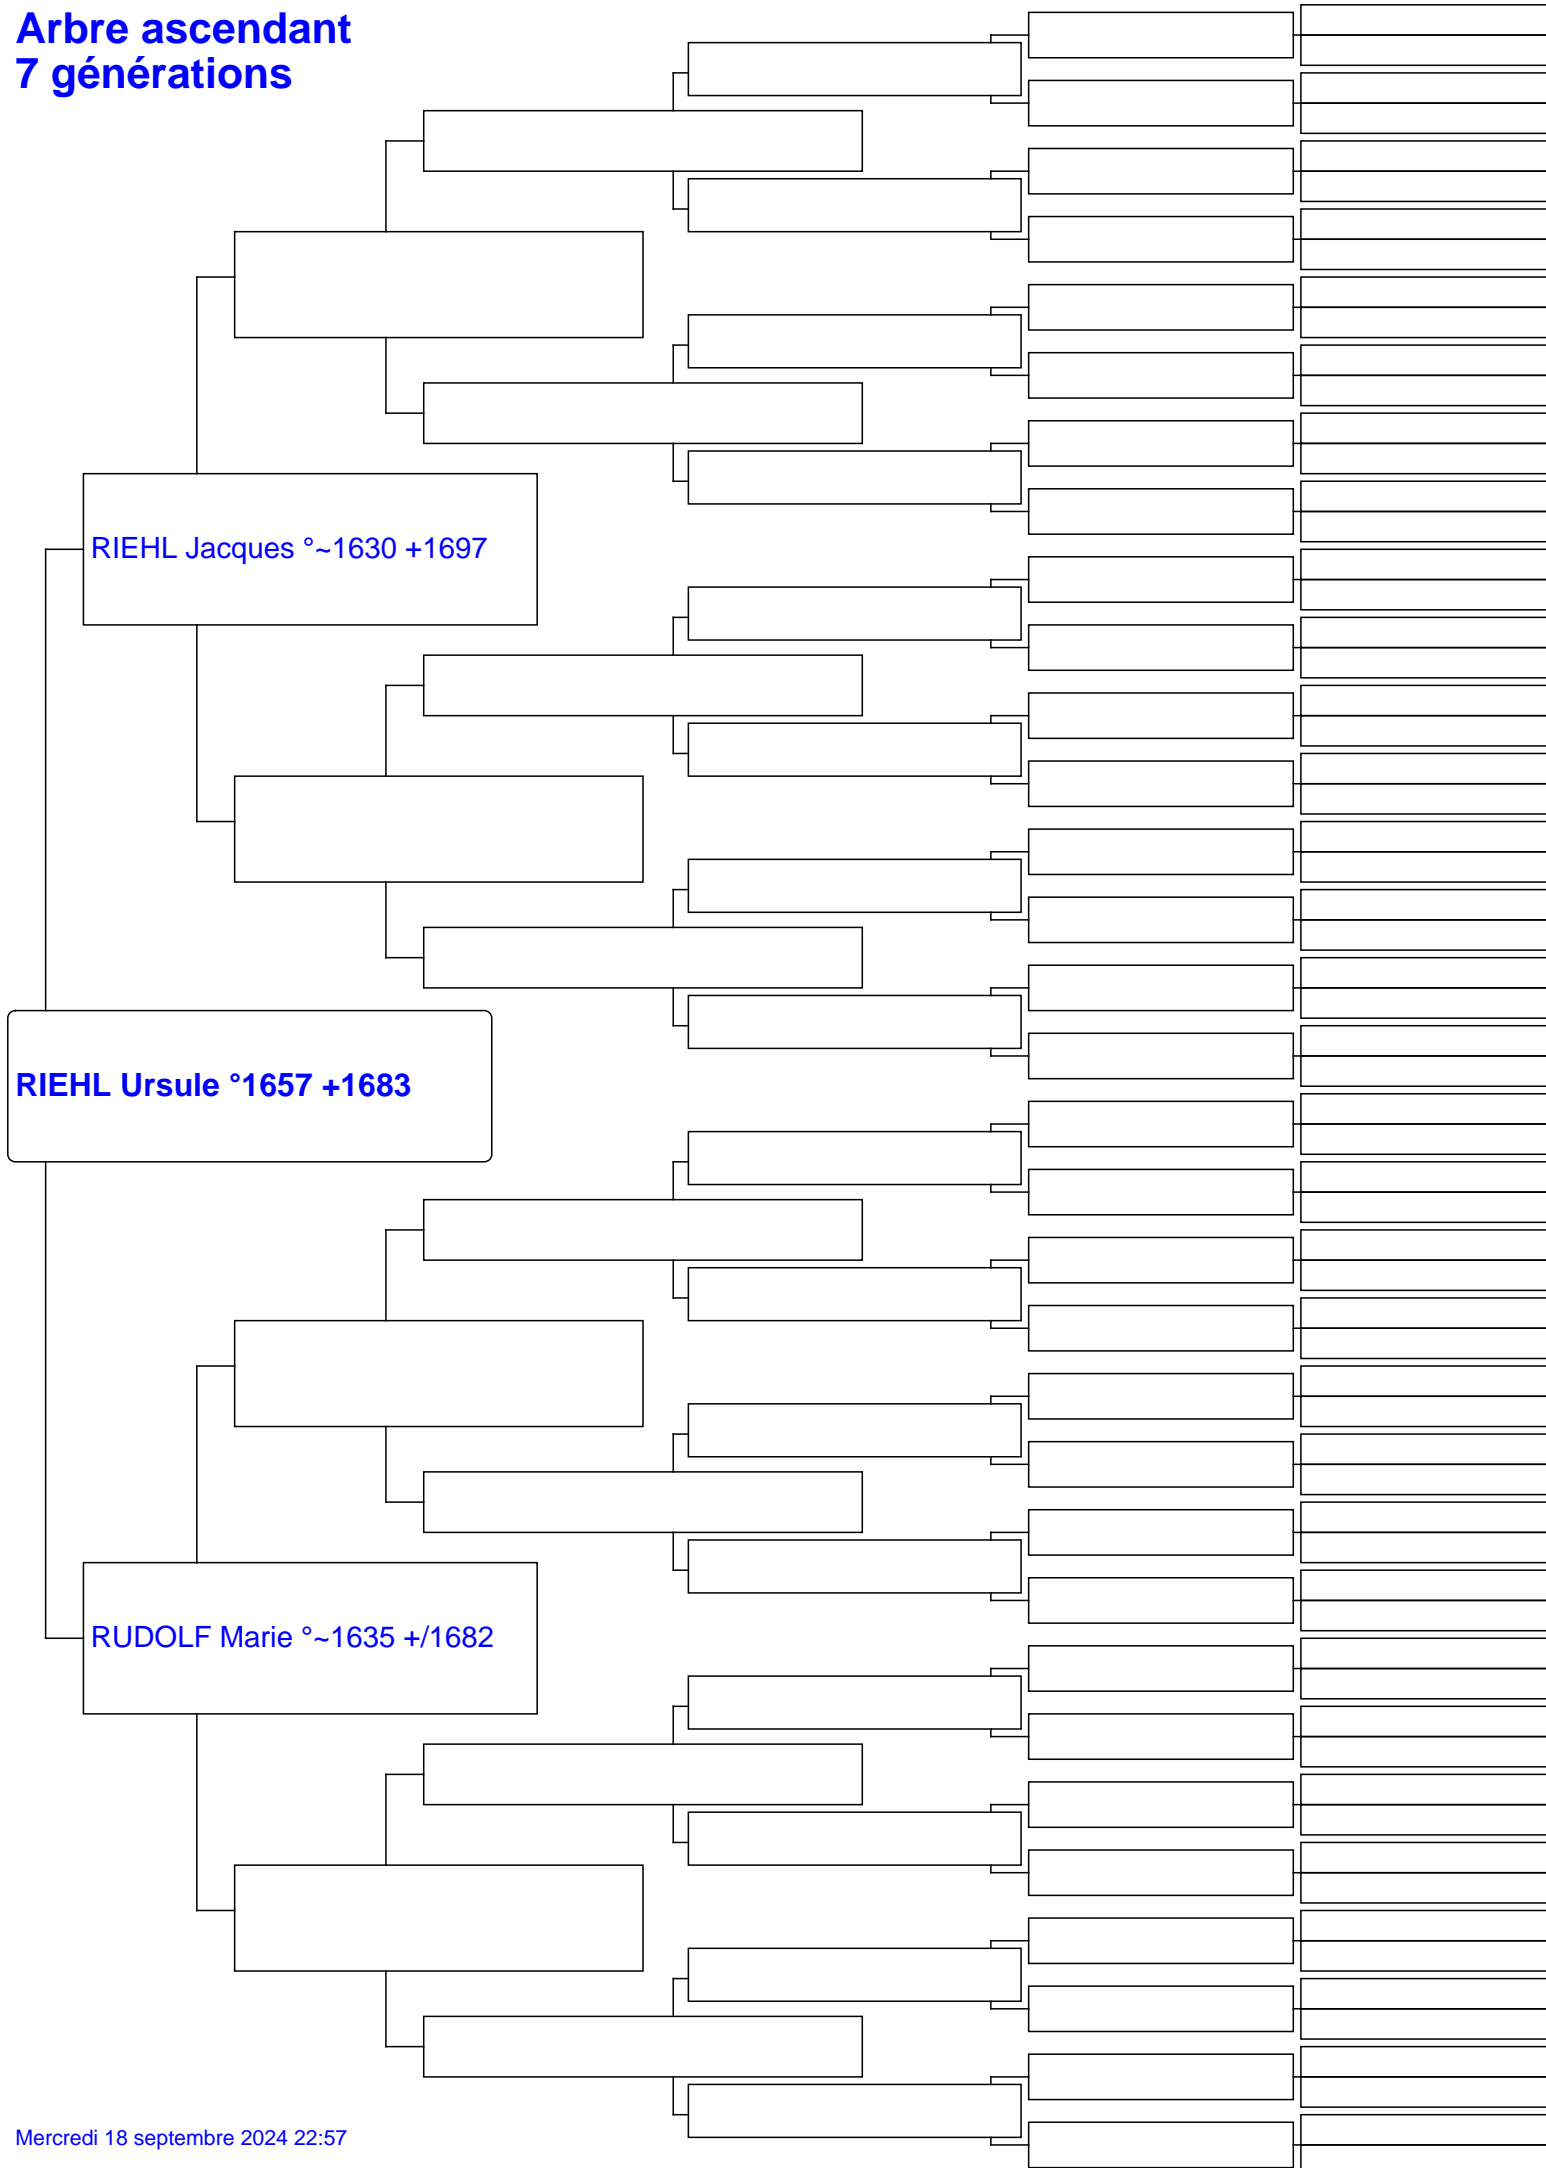 Arbre ascendant
7 générations
RIEHL Jacques °~1630 +1697
RIEHL Ursule °1657 +1683
RUDOLF Marie °~1635 +/1682
Mercredi 18 septembre 2024 22:57